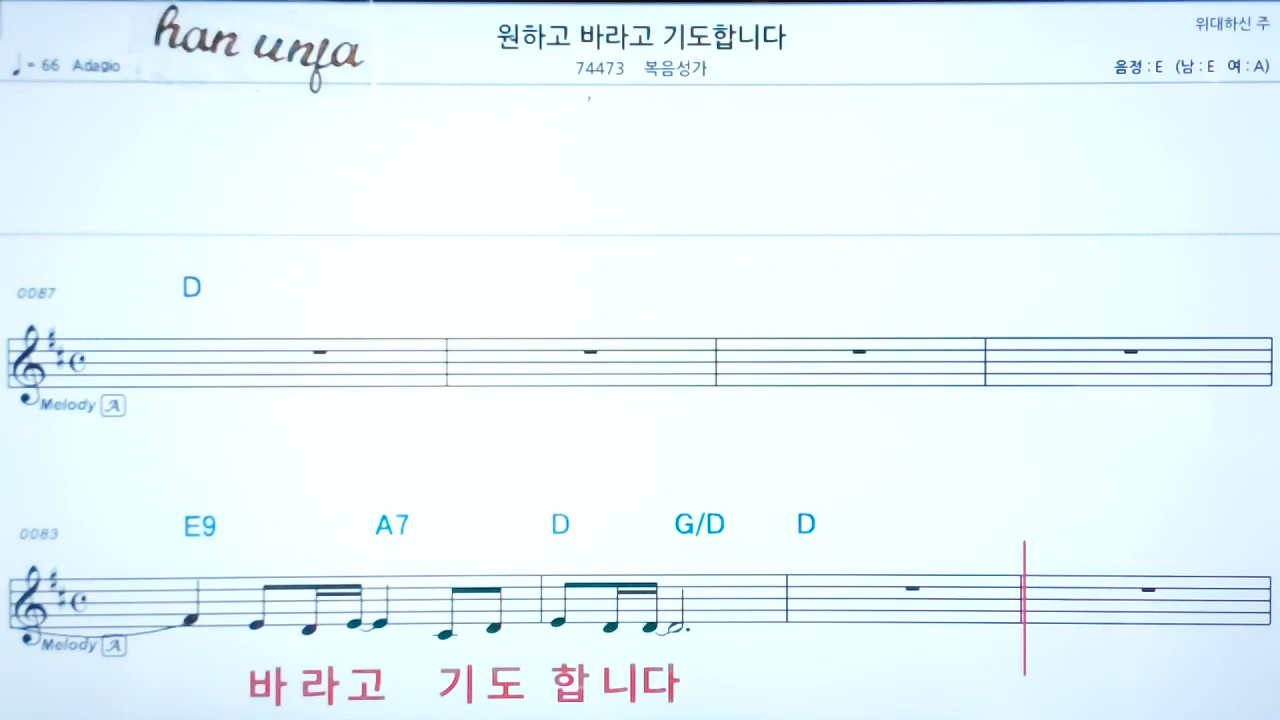 han unfa
원하고 바라고 기도합니다
위대하신 주
♩ = 66 Adagio
74473 복음성가
음정 : E (남 : E 여 : A)
0087
D
Melody A
0083
E9 A7 D G/D D
Melody A
바라고 기도 합니다